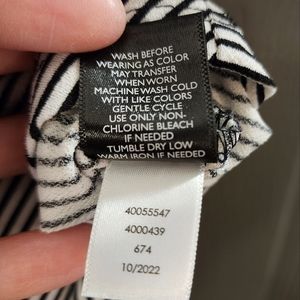 WASH BEFORE
WEARING AS COLOR
MAY TRANSFER
WHEN WORN
MACHINE WASH COLD
WITH LIKE COLORS
GENTLE CYCLE
USE ONLY NON-
CHLORINE BLEACH
IF NEEDED
TUMBLE DRY LOW
WARM IRON IF NEEDED
40055547
4000439
674
10/2022